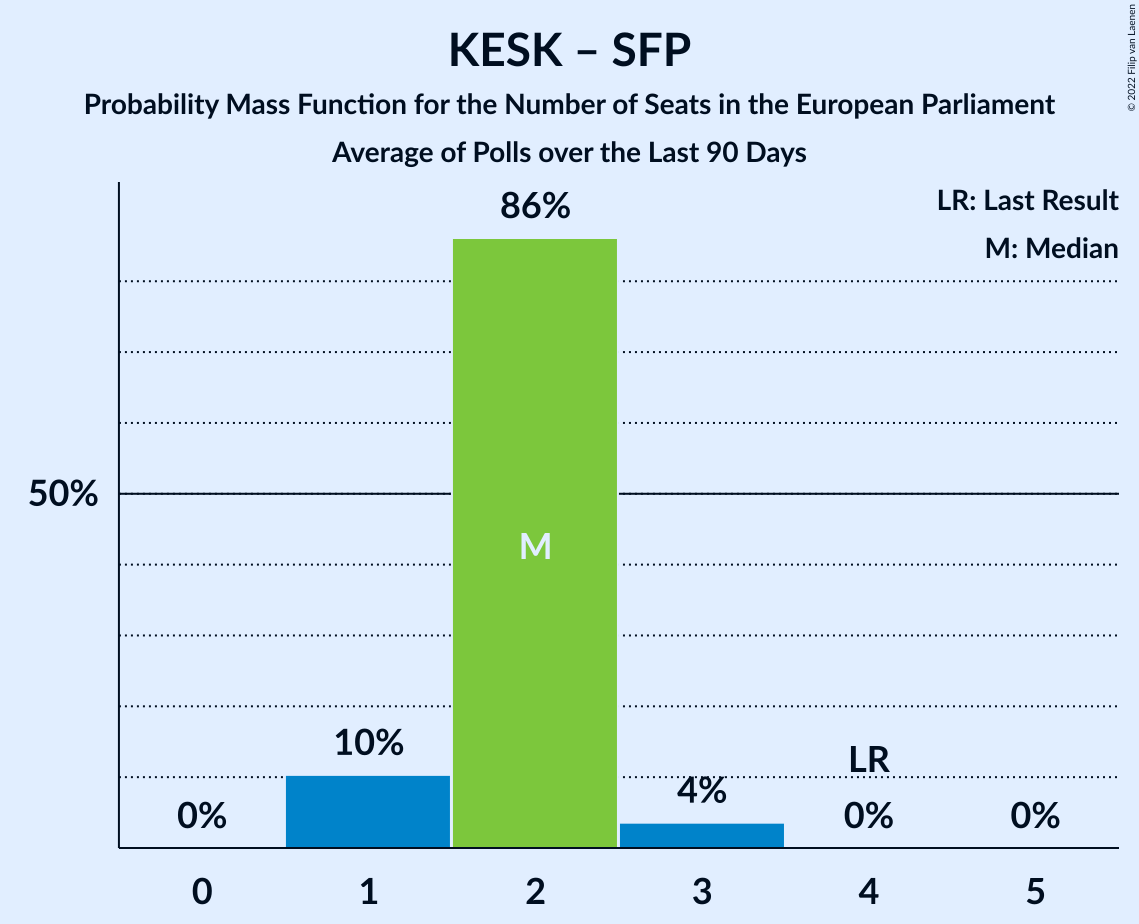 KESK – SFP
Probability Mass Function for the Number of Seats in the European Parliament
Average of Polls over the Last 90 Days
© 2022 Filip van Laenen
LR: Last Result
M: Median
86%
50%
M
10%
LR
4%
0%
0%
0%
0
1
2
3
4
5